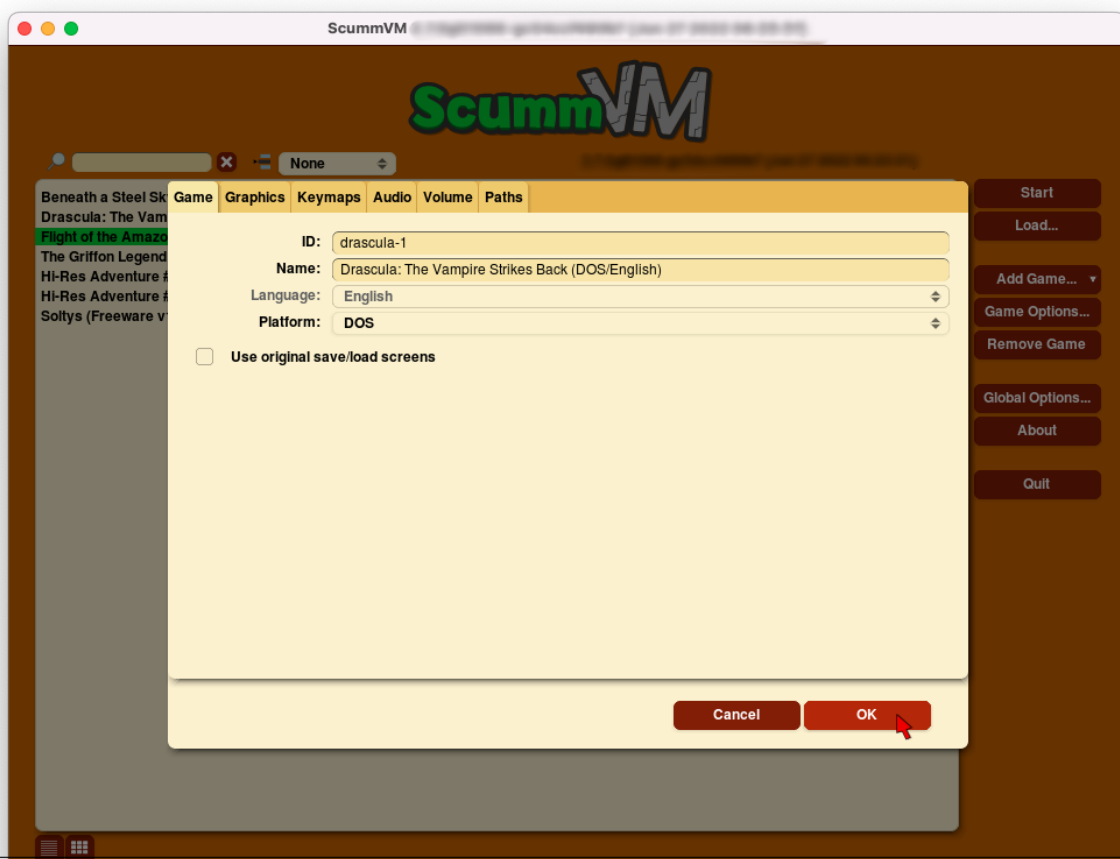 ScummVM
ScummVM
None
Beneath a Steel Sk
Drascula: The Vam
Flight of the Amazo
The Griffon Legend
Hi-Res Adventure #
Hi-Res Adventure #
Soltys (Freeware v
Game Graphics Keymaps Audio Volume Paths
ID: drascula-1
Name: Drascula: The Vampire Strikes Back (DOS/English)
Language: English
Platform: DOS
Use original save/load screens
Cancel OK
Start
Load...
Add Game...
Game Options...
Remove Game
Global Options...
About
Quit